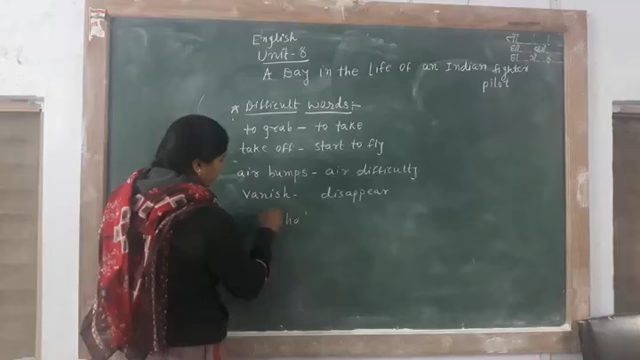 English
Unit-8
A Day in the Life of an Indian fighter
pilot
* Difficult Words:-
to grab - to take
take off - start to fly
air bumps - air difficulty
vanish - disappear